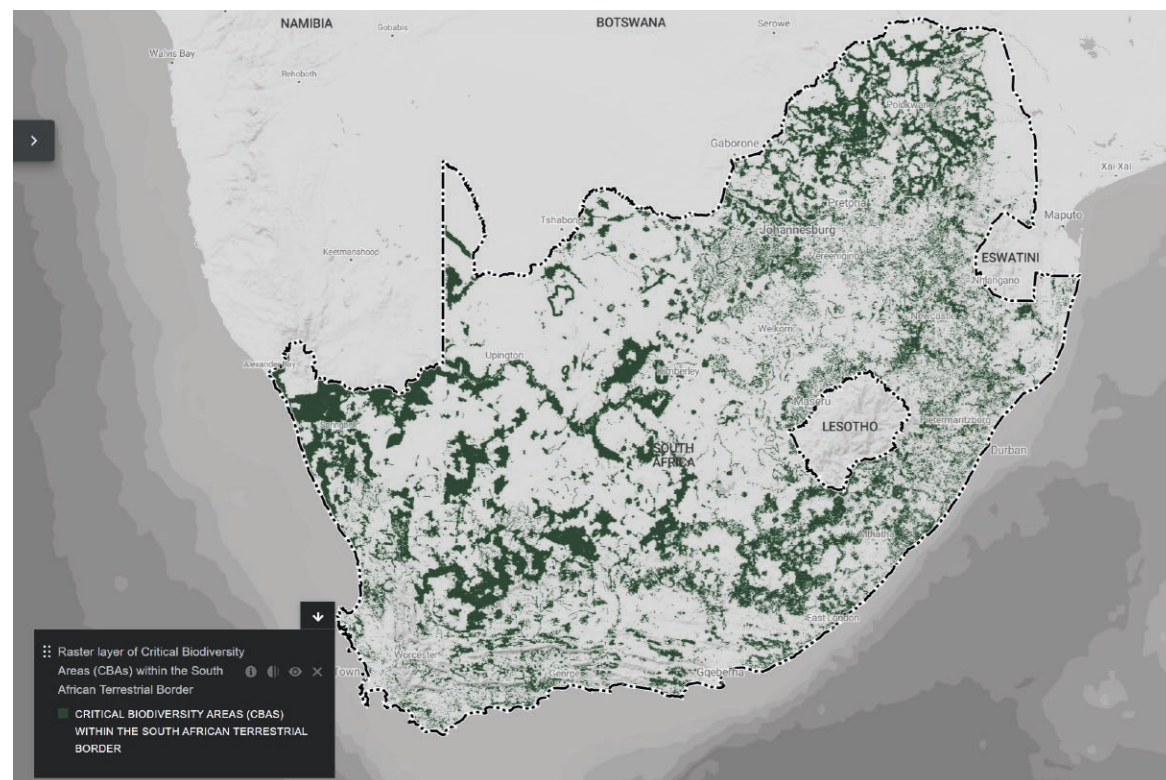 NAMIBIA
BOTSWANA
Gobabis
Serowe
Walvis Bay
Rehoboth
Polokwane
Gaborone
Xai-Xai
Pretoria
Tshabong
Maputo
Johannesburg
Keetmanshoop
Vereeniging
ESWATINI
Nhlangano
Newcastle
Welkom
Upington
Alexander Bay
Kimberley
Maseru
Springbok
LESOTHO
Pietermaritzburg
SOUTH
AFRICA
Durban
Mthatha
East London
Worcester
Town
George
Gqeberha
Raster layer of Critical Biodiversity
Areas (CBAs) within the South
African Terrestrial Border
CRITICAL BIODIVERSITY AREAS (CBAS)
WITHIN THE SOUTH AFRICAN TERRESTRIAL
BORDER